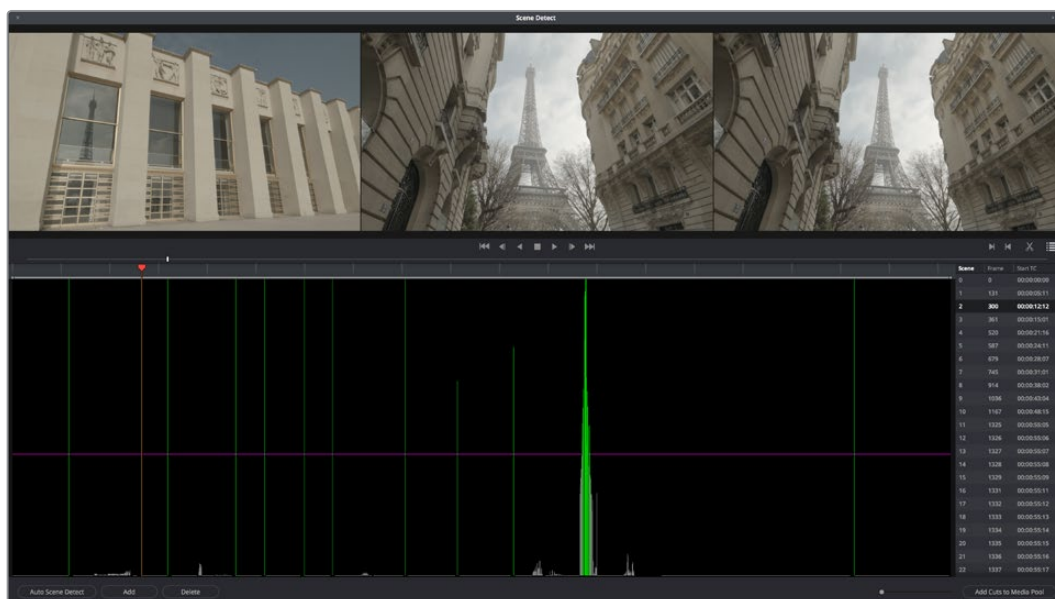 Scene Detect
Scene Frame Start TC
0 0 00:00:00:00
1 131 00:00:05:11
2 300 00:00:12:12
3 361 00:00:15:01
4 520 00:00:21:16
5 587 00:00:24:11
6 679 00:00:28:07
7 745 00:00:31:01
8 914 00:00:38:02
9 1036 00:00:43:04
10 1167 00:00:48:15
11 1325 00:00:55:05
12 1326 00:00:55:06
13 1327 00:00:55:07
14 1328 00:00:55:08
15 1329 00:00:55:09
16 1331 00:00:55:11
17 1332 00:00:55:12
18 1333 00:00:55:13
19 1334 00:00:55:14
20 1335 00:00:55:15
21 1336 00:00:55:16
22 1337 00:00:55:17
Auto Scene Detect Add Delete Add Cuts to Media Pool